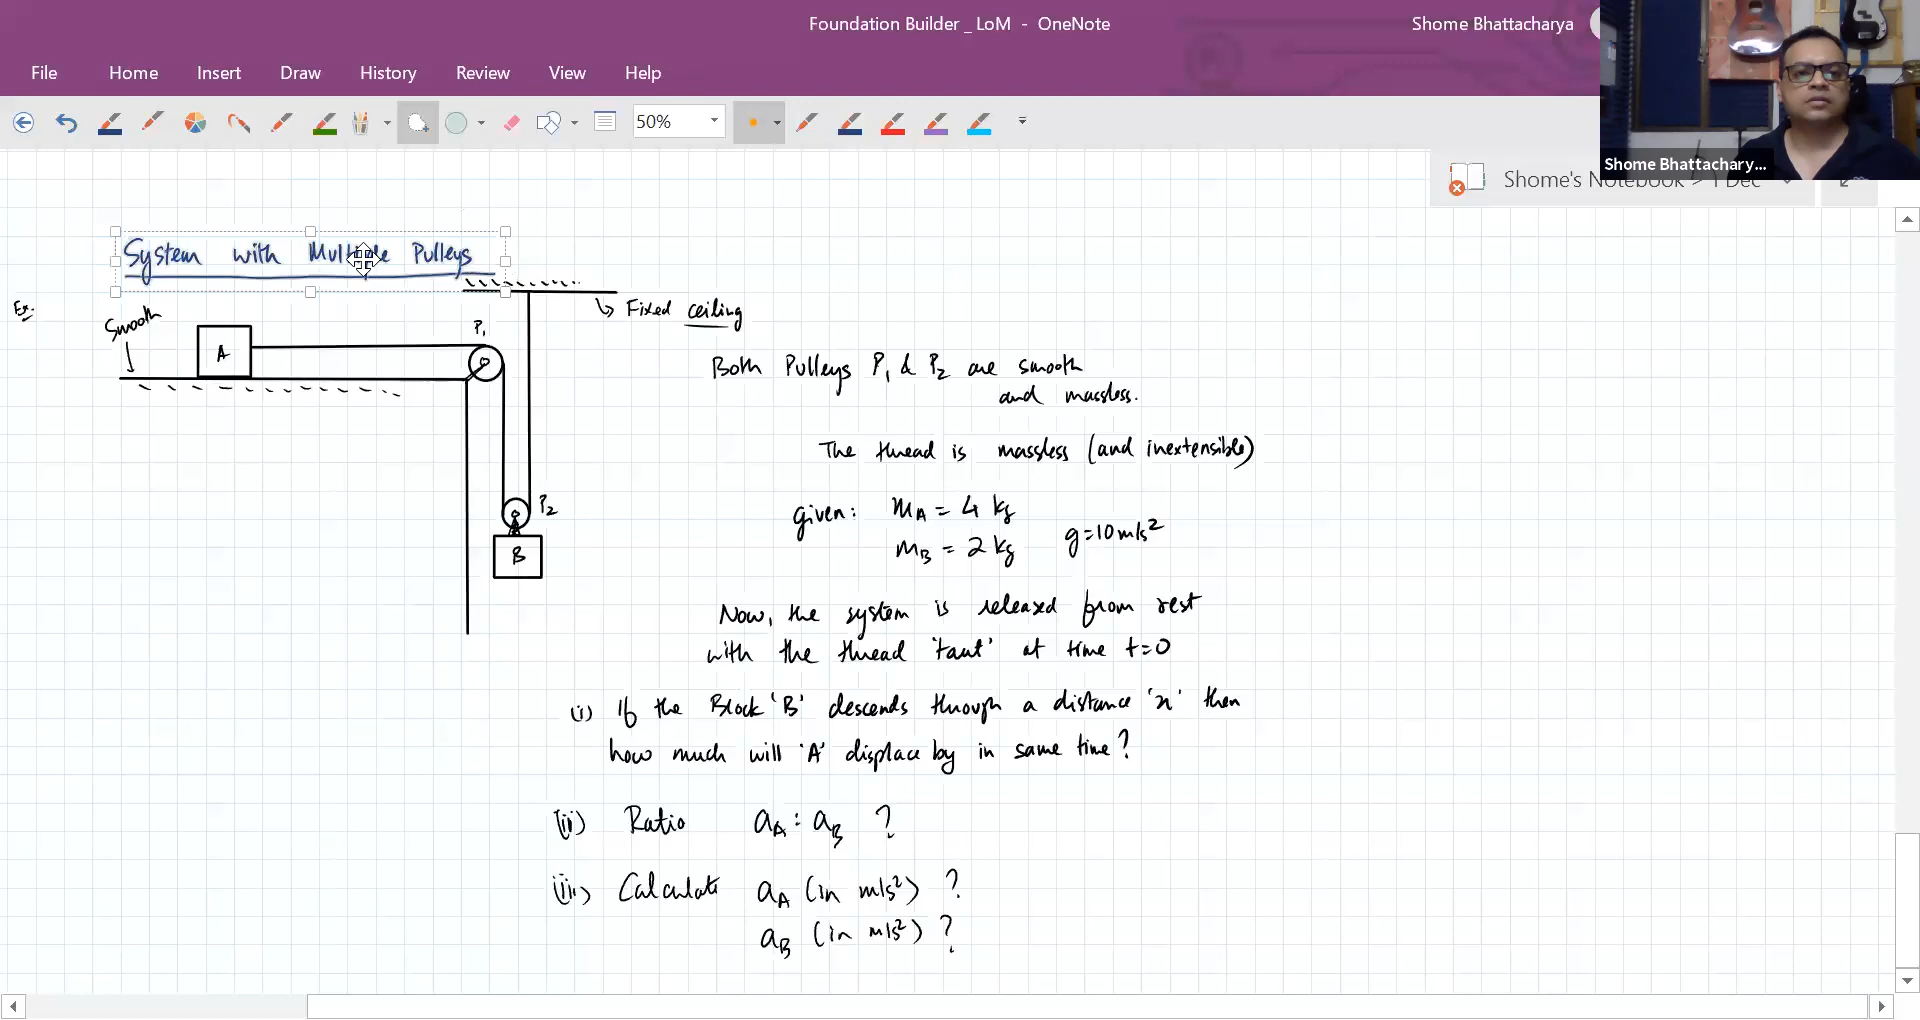 Foundation Builder _ LoM - OneNote
Shome Bhattacharya
File Home Insert Draw History Review View Help
50%
Shome Bhattachary...
Shome's Notebook > 1 Dec
System with Multiple Pulleys
Ex.
Smooth
A
P1
Fixed ceiling
Both Pulleys P1 & P2 are smooth
and massless.
The thread is massless (and inextensible)
P2
B
given: mA = 4 kg
mB = 2 kg g=10m/s²
Now, the system is released from rest
with the thread 'taut' at time t=0
(i) If the Block 'B' descends through a distance 'x' then
how much will 'A' displace by in same time?
(ii) Ratio aA : aB ?
(iii) Calculate aA (in m/s²) ?
aB (in m/s²) ?